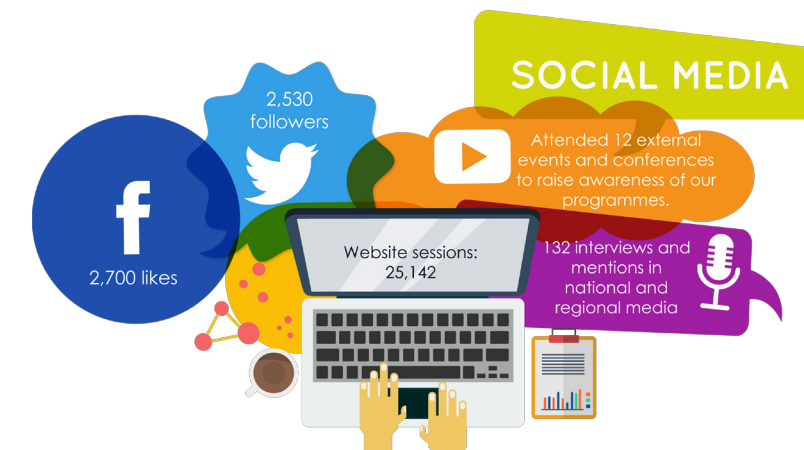 SOCIAL MEDIA
2,530
followers
Attended 12 external
events and conferences
to raise awareness of our
programmes.
f
2,700 likes
Website sessions:
25,142
132 interviews and
mentions in
national and
regional media